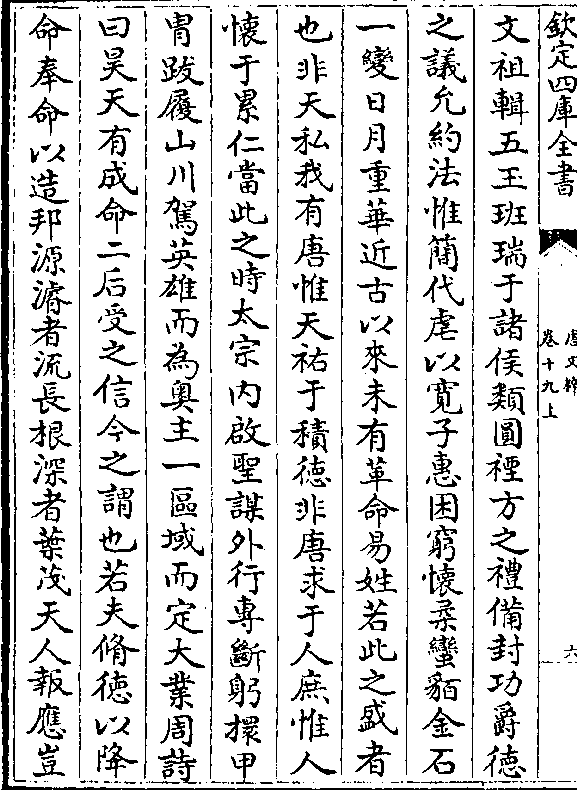 欽定四庫全書
唐文粹
卷十九上
六
文祖輯五玉班瑞于諸侯類圓禋方之禮備封功爵徳
之議允約法惟簡代虐以寛子惠困窮懷柔蠻貊金石
一變日月重華近古以來未有革命易姓若此之盛者
也非天私我有唐惟天祐于積徳非唐求于人庶惟人
懷于累仁當此之時太宗内啟聖謀外行專斷躬擐甲
胄跋履山川駕英雄而為奥主一區域而定大業周詩
曰昊天有成命二后受之信今之謂也若夫脩徳以降
命奉命以造邦源濬者流長根深者葉茂天人報應豈